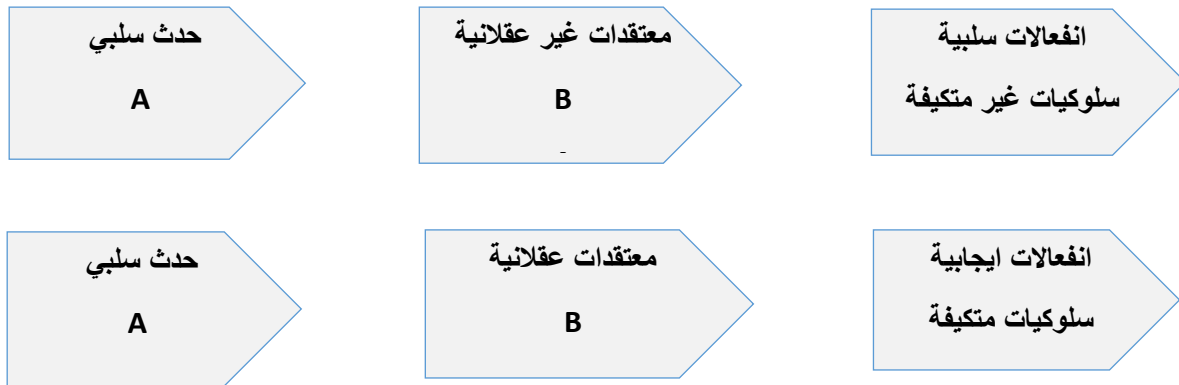 حدث سلبي
A
معتقدات غير عقلانية
B
-
انفعالات سلبية
سلوكيات غير متكيفة
حدث سلبي
A
معتقدات عقلانية
B
انفعالات ايجابية
سلوكيات متكيفة